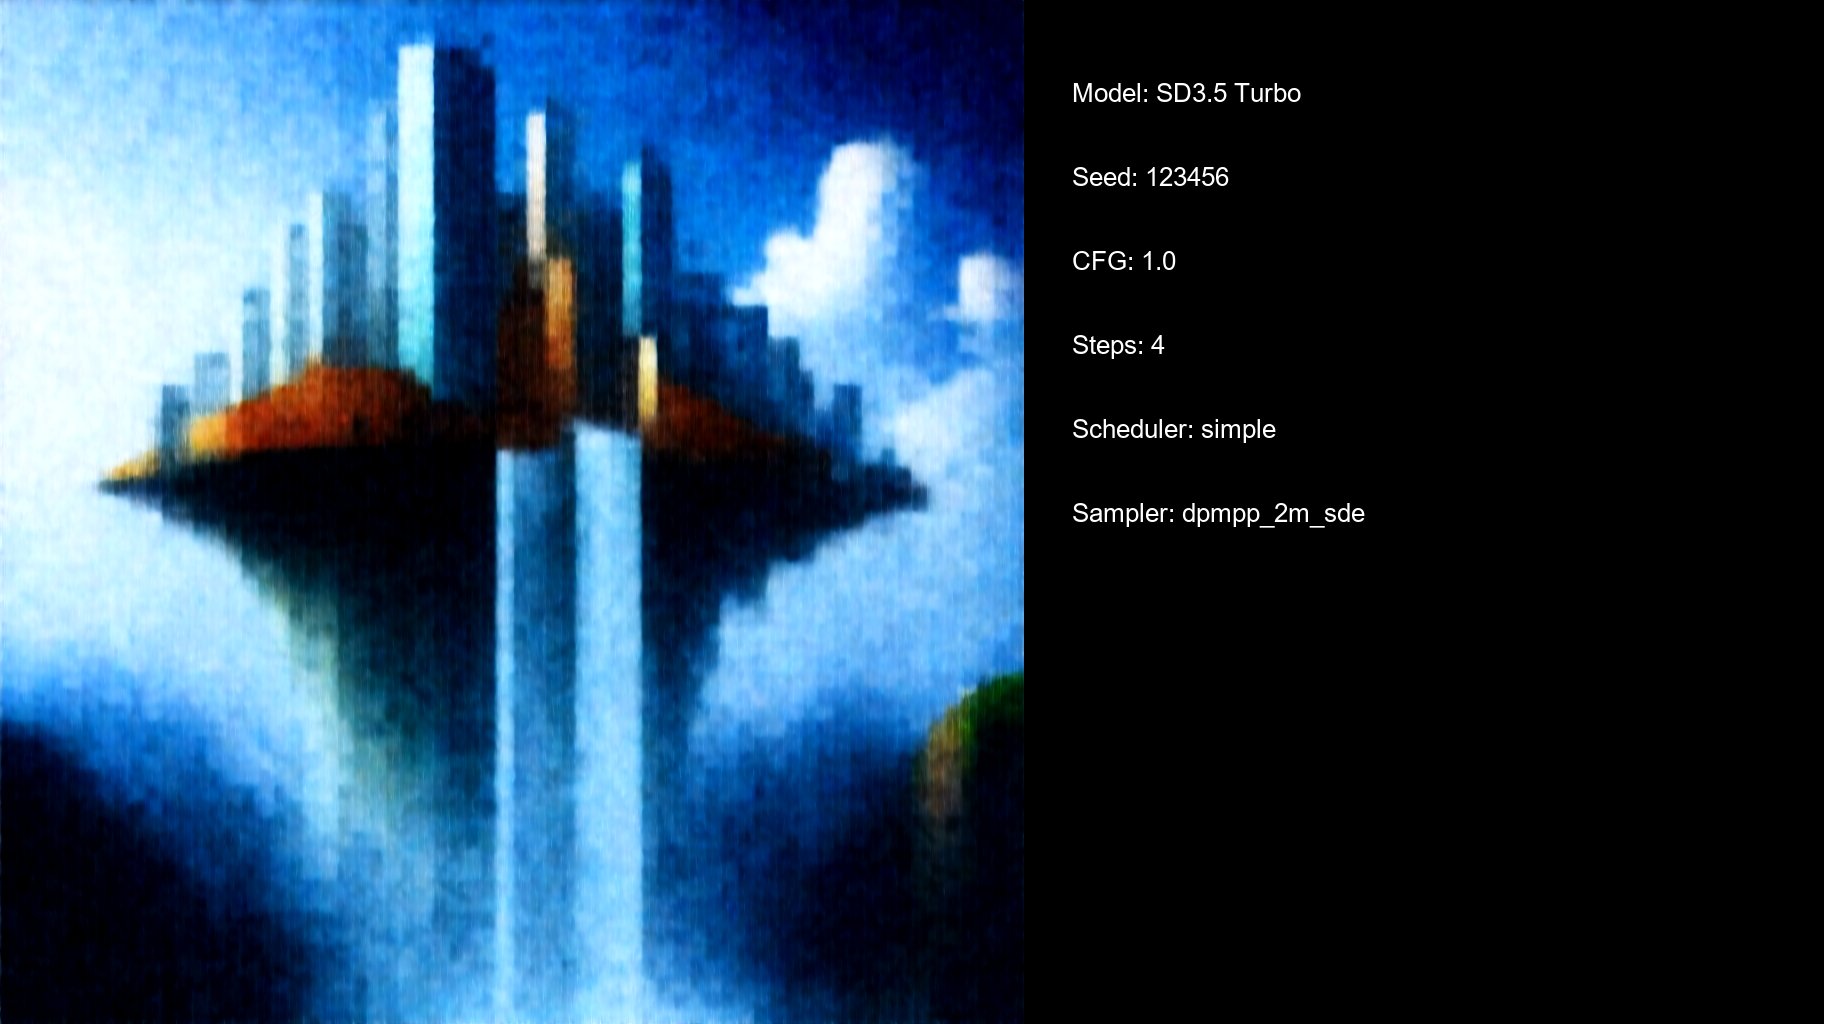 Model: SD3.5 Turbo
Seed: 123456
CFG: 1.0
Steps: 4
Scheduler: simple
Sampler: dpmpp_2m_sde